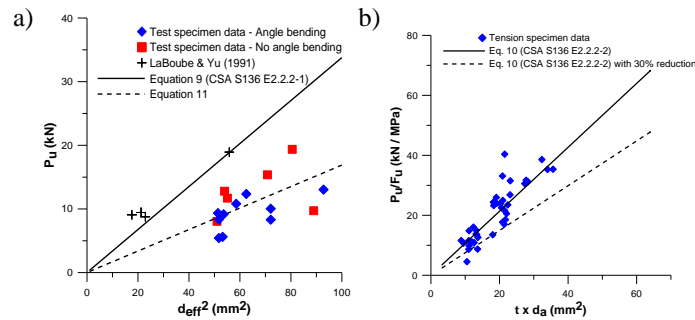 a)
Test specimen data - Angle bending
Test specimen data - No angle bending
LaBoube & Yu (1991)
Equation 9 (CSA S136 E2.2.2-1)
Equation 11
40
30
20
10
0
Pu (kN)
0 20 40 60 80 100
deff2 (mm2)
b)
Tension specimen data
Eq. 10 (CSA S136 E2.2.2-2)
Eq. 10 (CSA S136 E2.2.2-2) with 30% reduction
80
60
40
20
0
Pu/Fu (kN / MPa)
0 20 40 60 80
t x da (mm2)